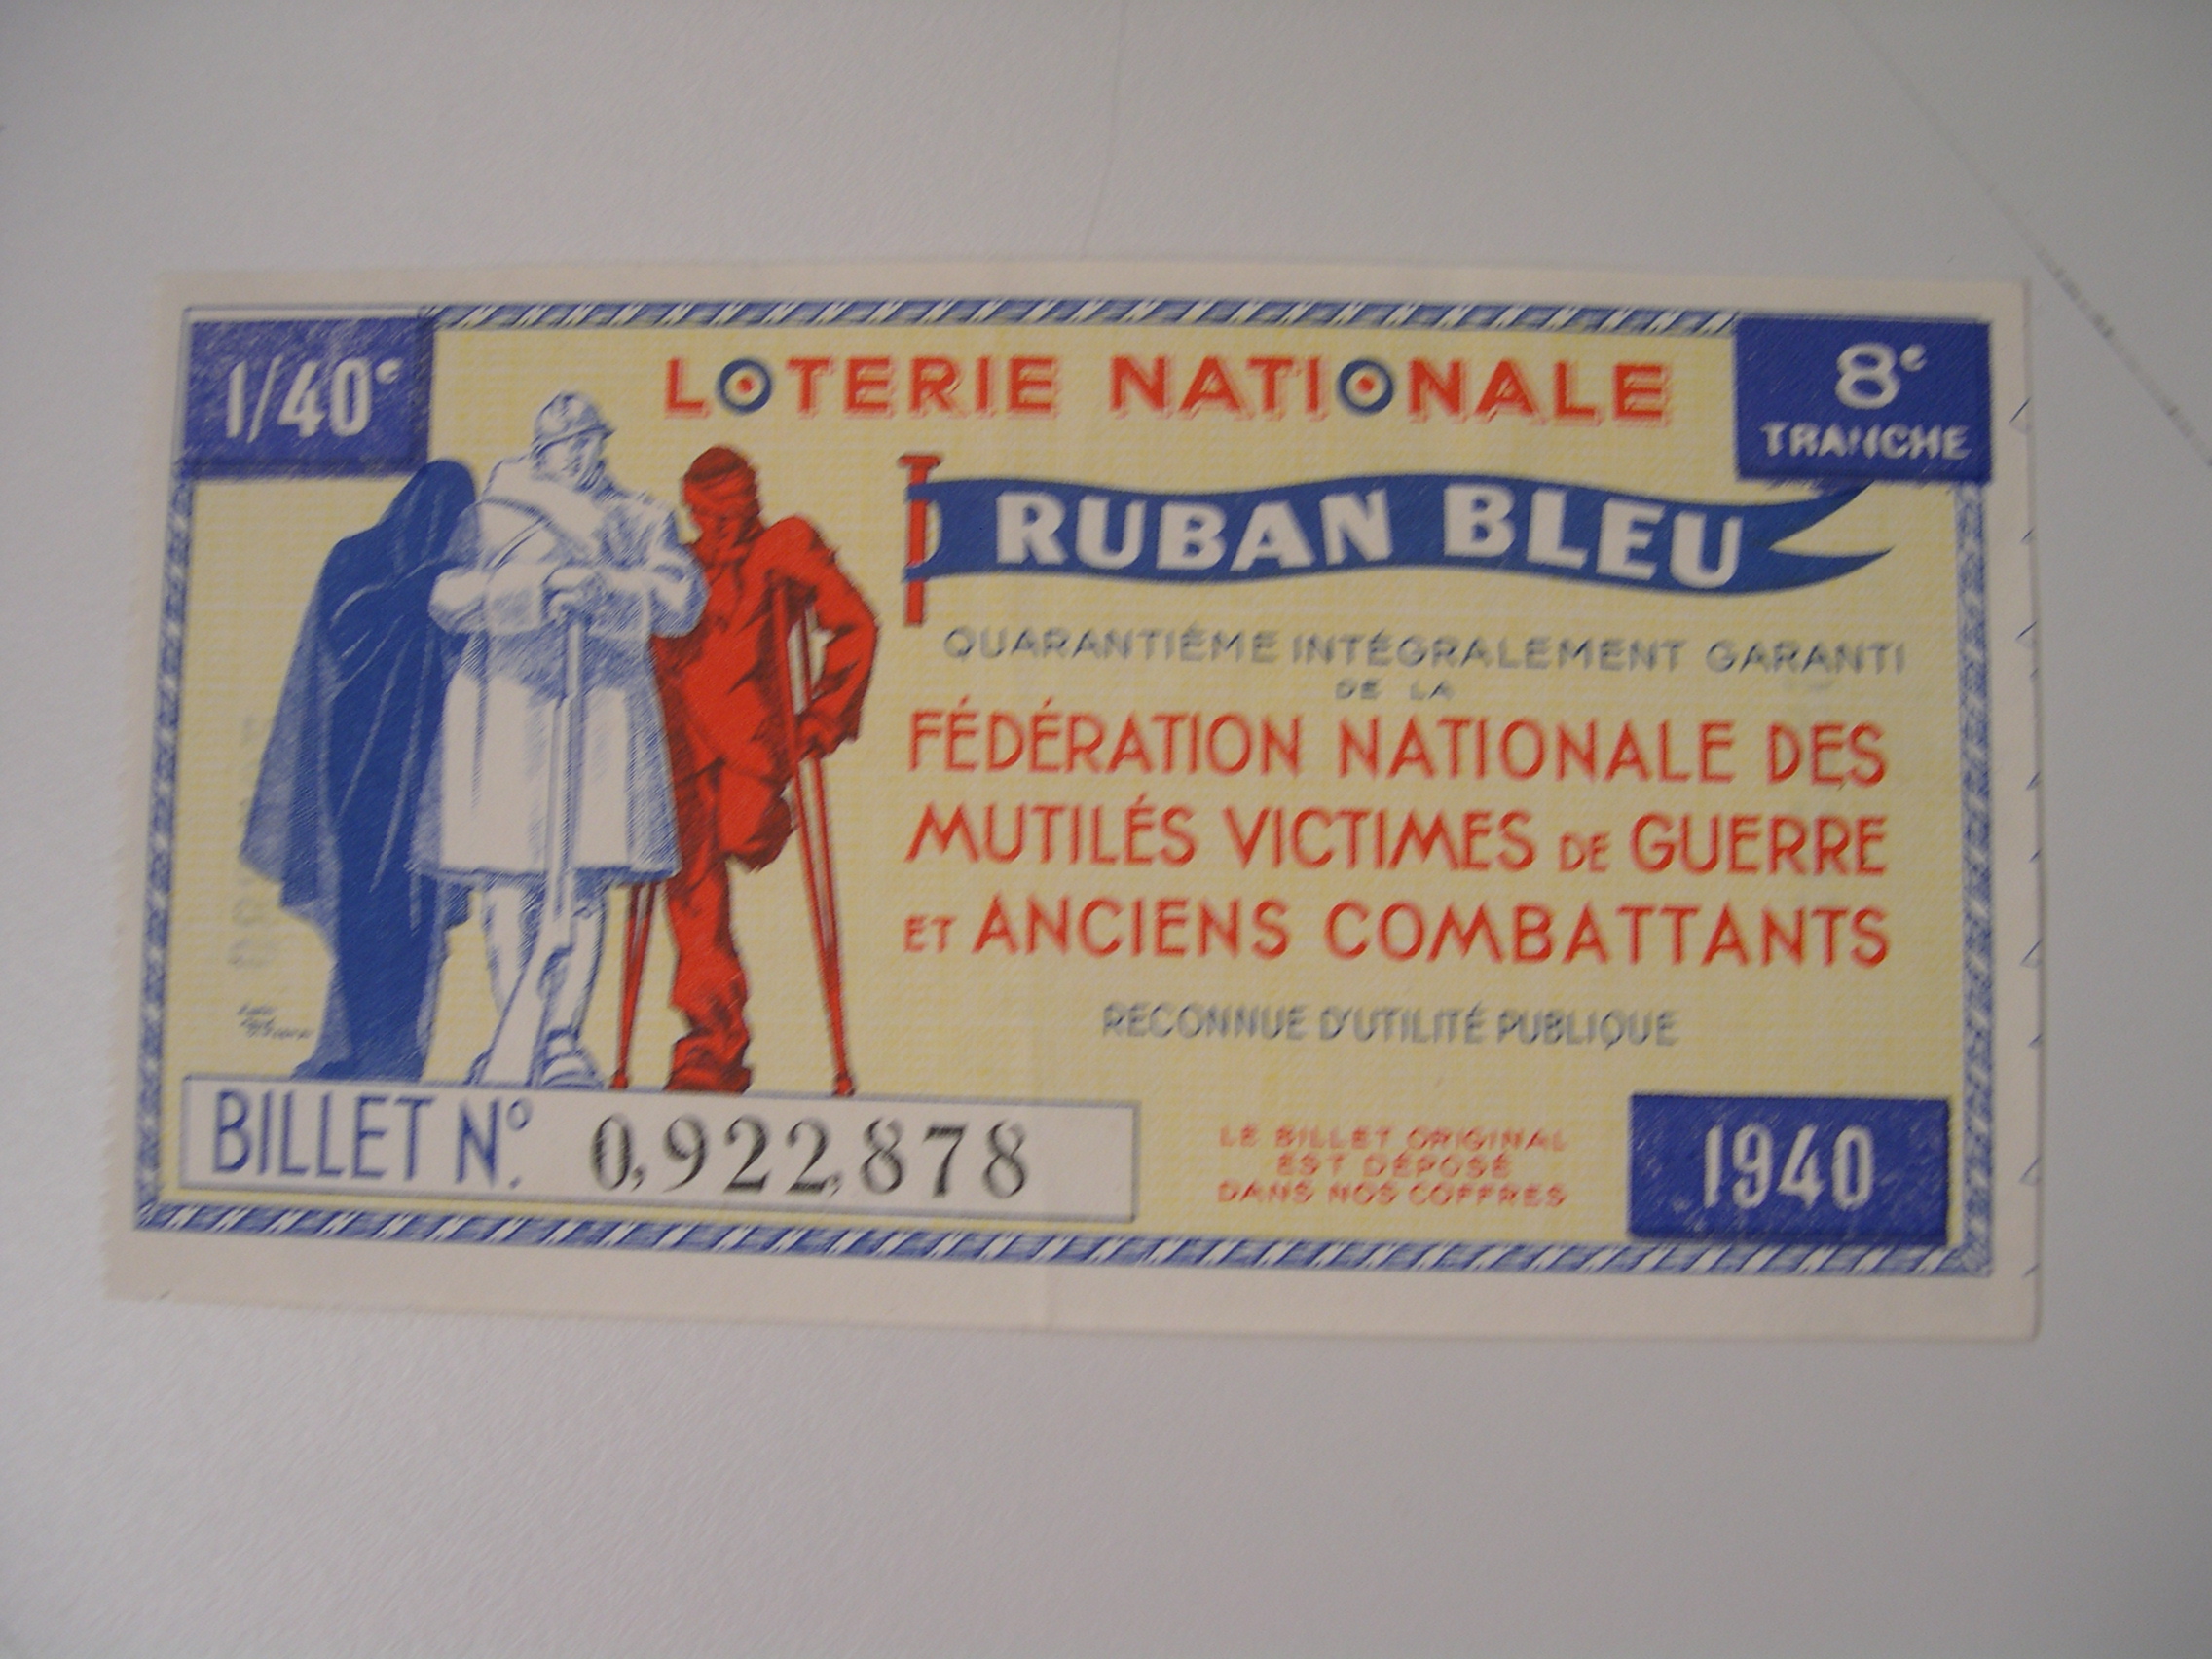 1/40e
LOTERIE NATIONALE
8e
TRANCHE
RUBAN BLEU
QUARANTIÈME INTÉGRALEMENT GARANTI
DE LA
FÉDÉRATION NATIONALE DES
MUTILÉS VICTIMES DE GUERRE
ET ANCIENS COMBATTANTS
RECONNUE D'UTILITÉ PUBLIQUE
BILLET No. 0,922,878
LE BILLET ORIGINAL
EST DÉPOSÉ
DANS NOS COFFRES
1940